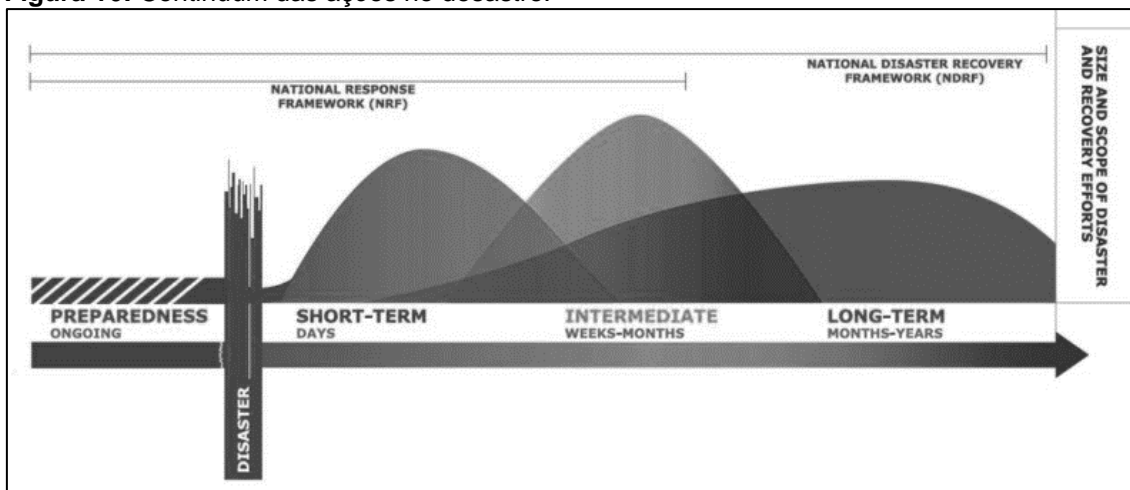 Figura 10: Continuum das ações no desastre.
NATIONAL DISASTER RECOVERY
FRAMEWORK (NDRF)
NATIONAL RESPONSE
FRAMEWORK (NRF)
SIZE AND SCOPE OF DISASTER
AND RECOVERY EFFORTS
PREPAREDNESS
ONGOING
DISASTER
SHORT-TERM
DAYS
INTERMEDIATE
WEEKS-MONTHS
LONG-TERM
MONTHS-YEARS